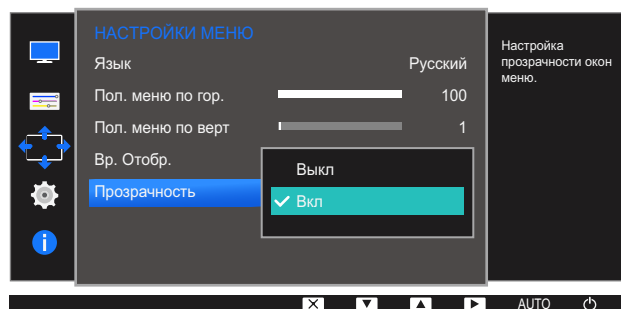 НАСТРОЙКИ МЕНЮ
Язык Русский
Пол. меню по гор. 100
Пол. меню по верт 1
Вр. Отобр.
Прозрачность
Выкл
Вкл
Настройка
прозрачности окон
меню.
AUTO